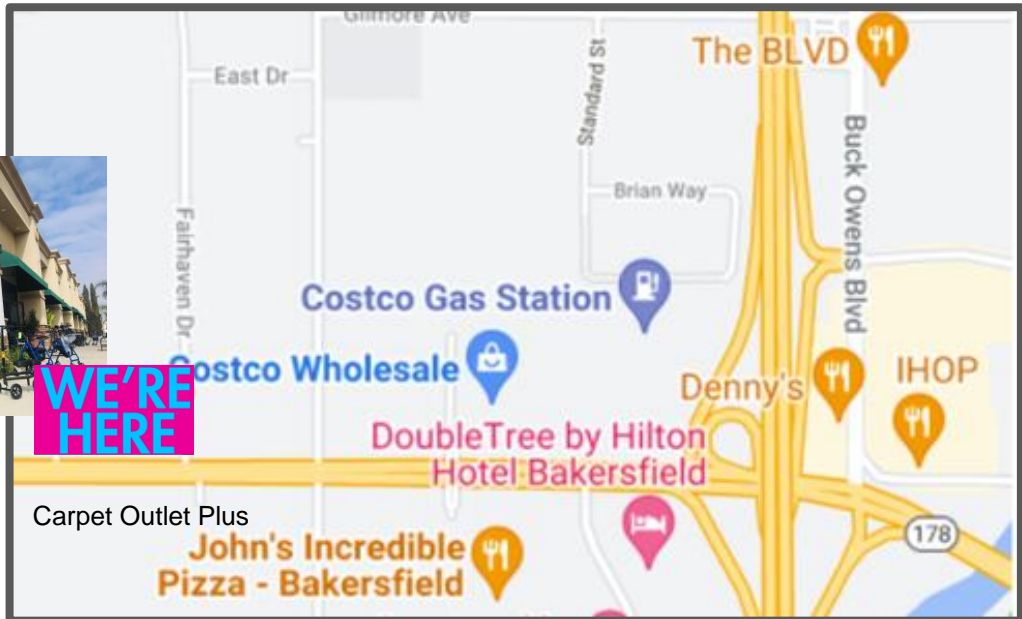 Gilmore Ave
East Dr
Standard St
The BLVD
Buck Owens Blvd
Brian Way
Fairhaven Dr
Costco Gas Station
ostco Wholesale
WE'RE
HERE
Denny's
IHOP
DoubleTree by Hilton
Hotel Bakersfield
Carpet Outlet Plus
178
John's Incredible
Pizza - Bakersfield